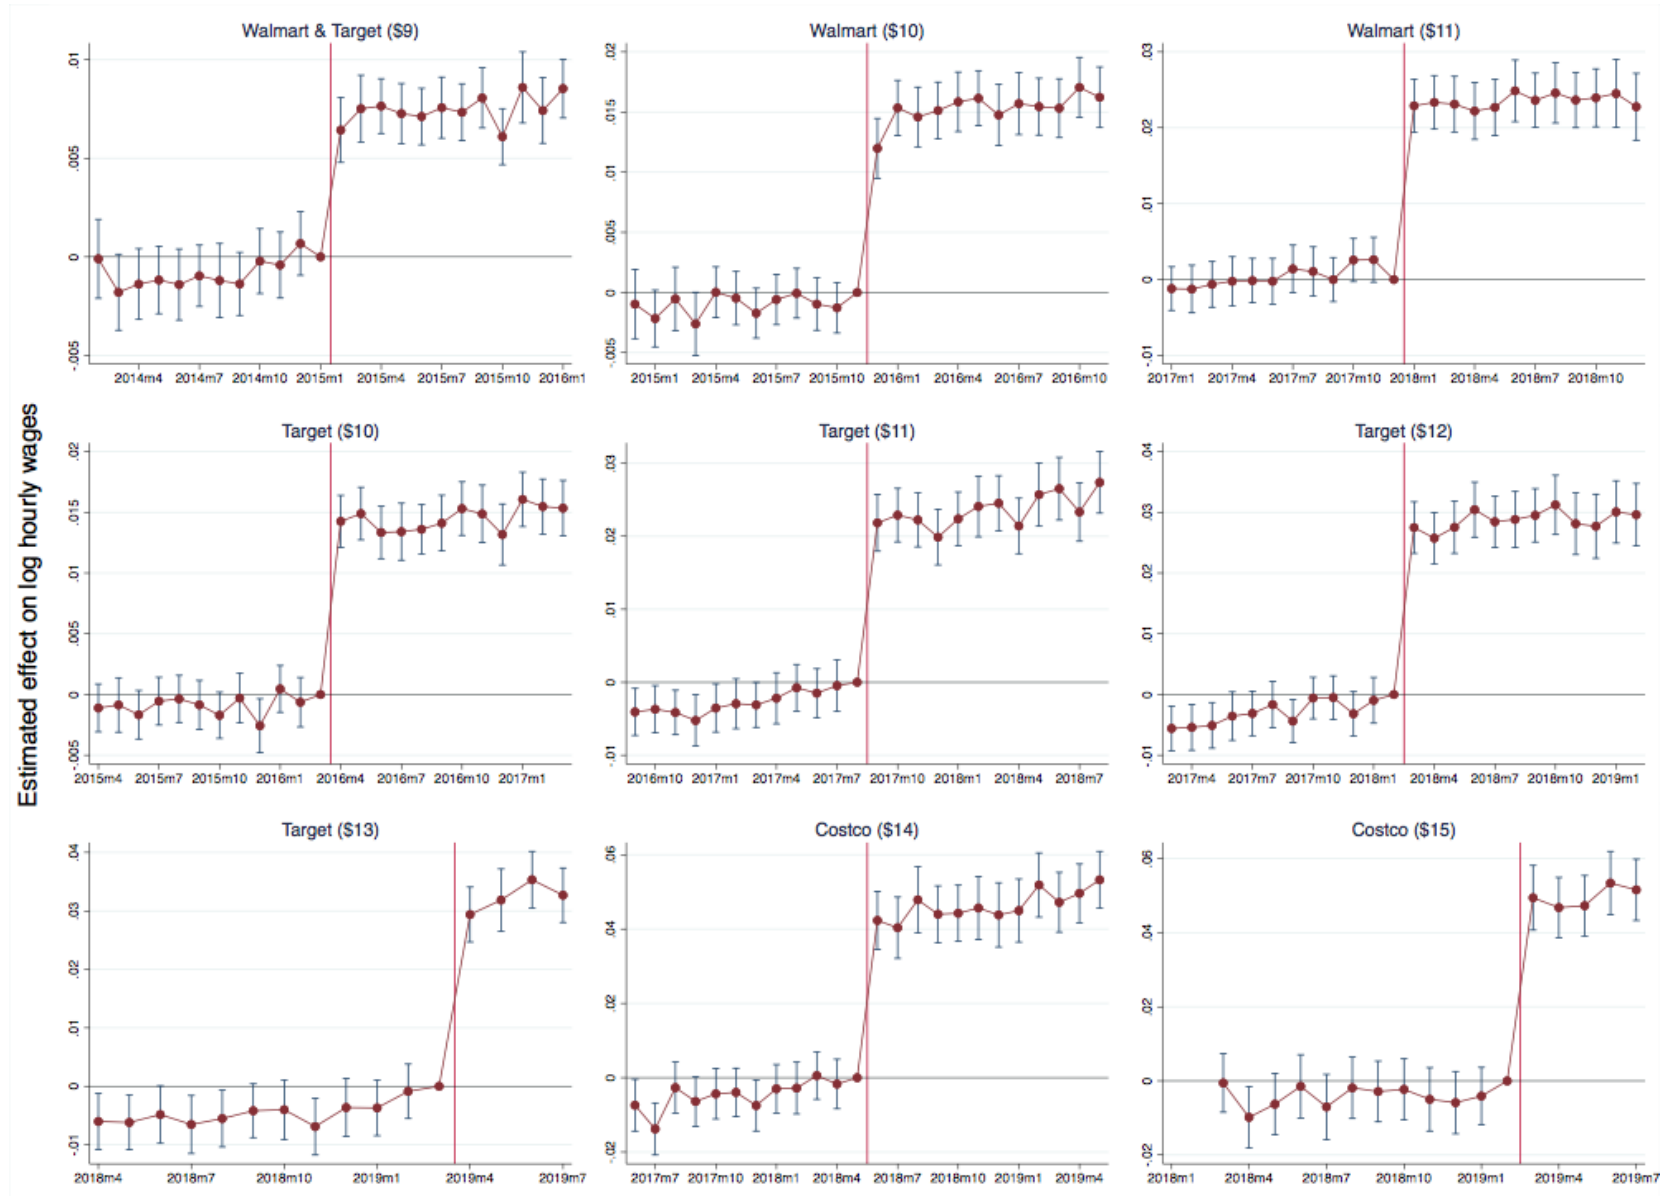 Estimated effect on log hourly wages
Walmart & Target ($9)
.01
.005
0
-.005
2014m4 2014m7 2014m10 2015m1 2015m4 2015m7 2015m10 2016m1
Walmart ($10)
.02
.015
.01
.005
0
-.005
2015m1 2015m4 2015m7 2015m10 2016m1 2016m4 2016m7 2016m10
Walmart ($11)
.03
.02
.01
0
-.01
2017m1 2017m4 2017m7 2017m10 2018m1 2018m4 2018m7 2018m10
Target ($10)
.02
.015
.01
.005
0
-.005
2015m4 2015m7 2015m10 2016m1 2016m4 2016m7 2016m10 2017m1
Target ($11)
.03
.02
.01
0
-.01
2016m10 2017m1 2017m4 2017m7 2017m10 2018m1 2018m4 2018m7
Target ($12)
.04
.03
.02
.01
0
-.01
2017m4 2017m7 2017m10 2018m1 2018m4 2018m7 2018m10 2019m1
Target ($13)
.04
.03
.02
.01
0
-.01
2018m4 2018m7 2018m10 2019m1 2019m4 2019m7
Costco ($14)
.06
.04
.02
0
-.02
2017m7 2017m10 2018m1 2018m4 2018m7 2018m10 2019m1 2019m4
Costco ($15)
.06
.04
.02
0
-.02
2018m1 2018m4 2018m7 2018m10 2019m1 2019m4 2019m7